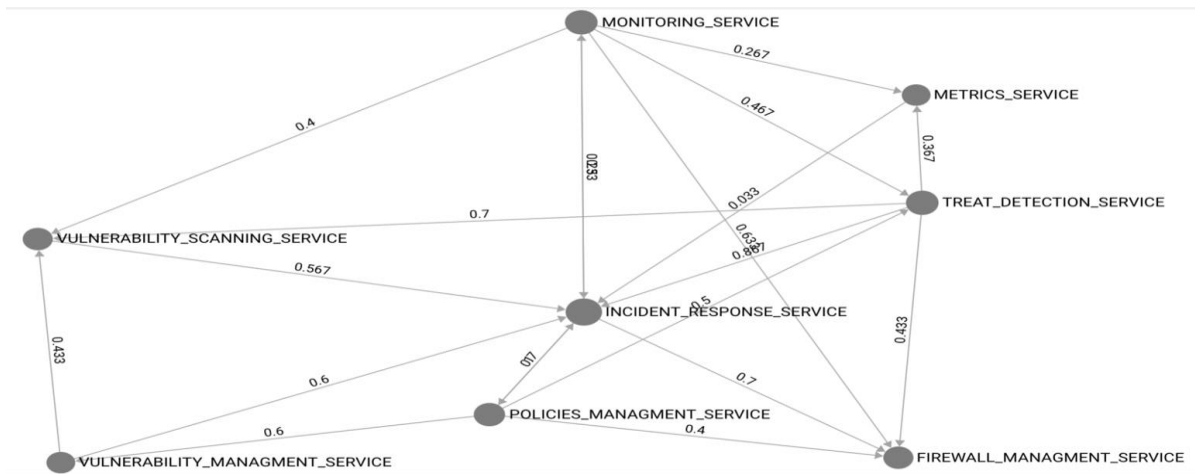 MONITORING_SERVICE
0.267
METRICS_SERVICE
0.467
0.4
0.367
0.033
TREAT_DETECTION_SERVICE
0.7
VULNERABILITY_SCANNING_SERVICE
0.567
0.5
INCIDENT_RESPONSE_SERVICE
0.433
0.433
0.6
0.7
POLICIES_MANAGMENT_SERVICE
0.6
0.4
VULNERABILITY_MANAGMENT_SERVICE
FIREWALL_MANAGMENT_SERVICE